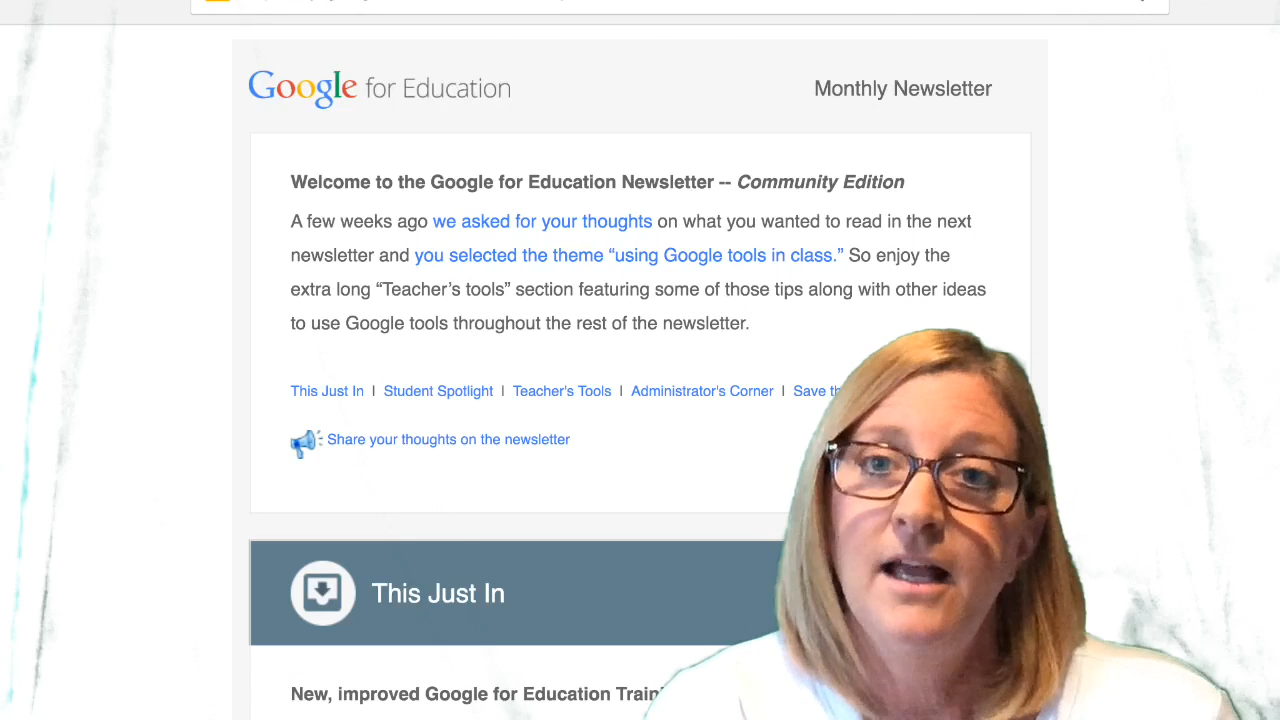 Google for Education
Monthly Newsletter
Welcome to the Google for Education Newsletter -- Community Edition
A few weeks ago we asked for your thoughts on what you wanted to read in the next
newsletter and you selected the theme “using Google tools in class.” So enjoy the
extra long “Teacher’s tools” section featuring some of those tips along with other ideas
to use Google tools throughout the rest of the newsletter.
This Just In | Student Spotlight | Teacher's Tools | Administrator's Corner | Save
Share your thoughts on the newsletter
This Just In
New, improved Google for Education